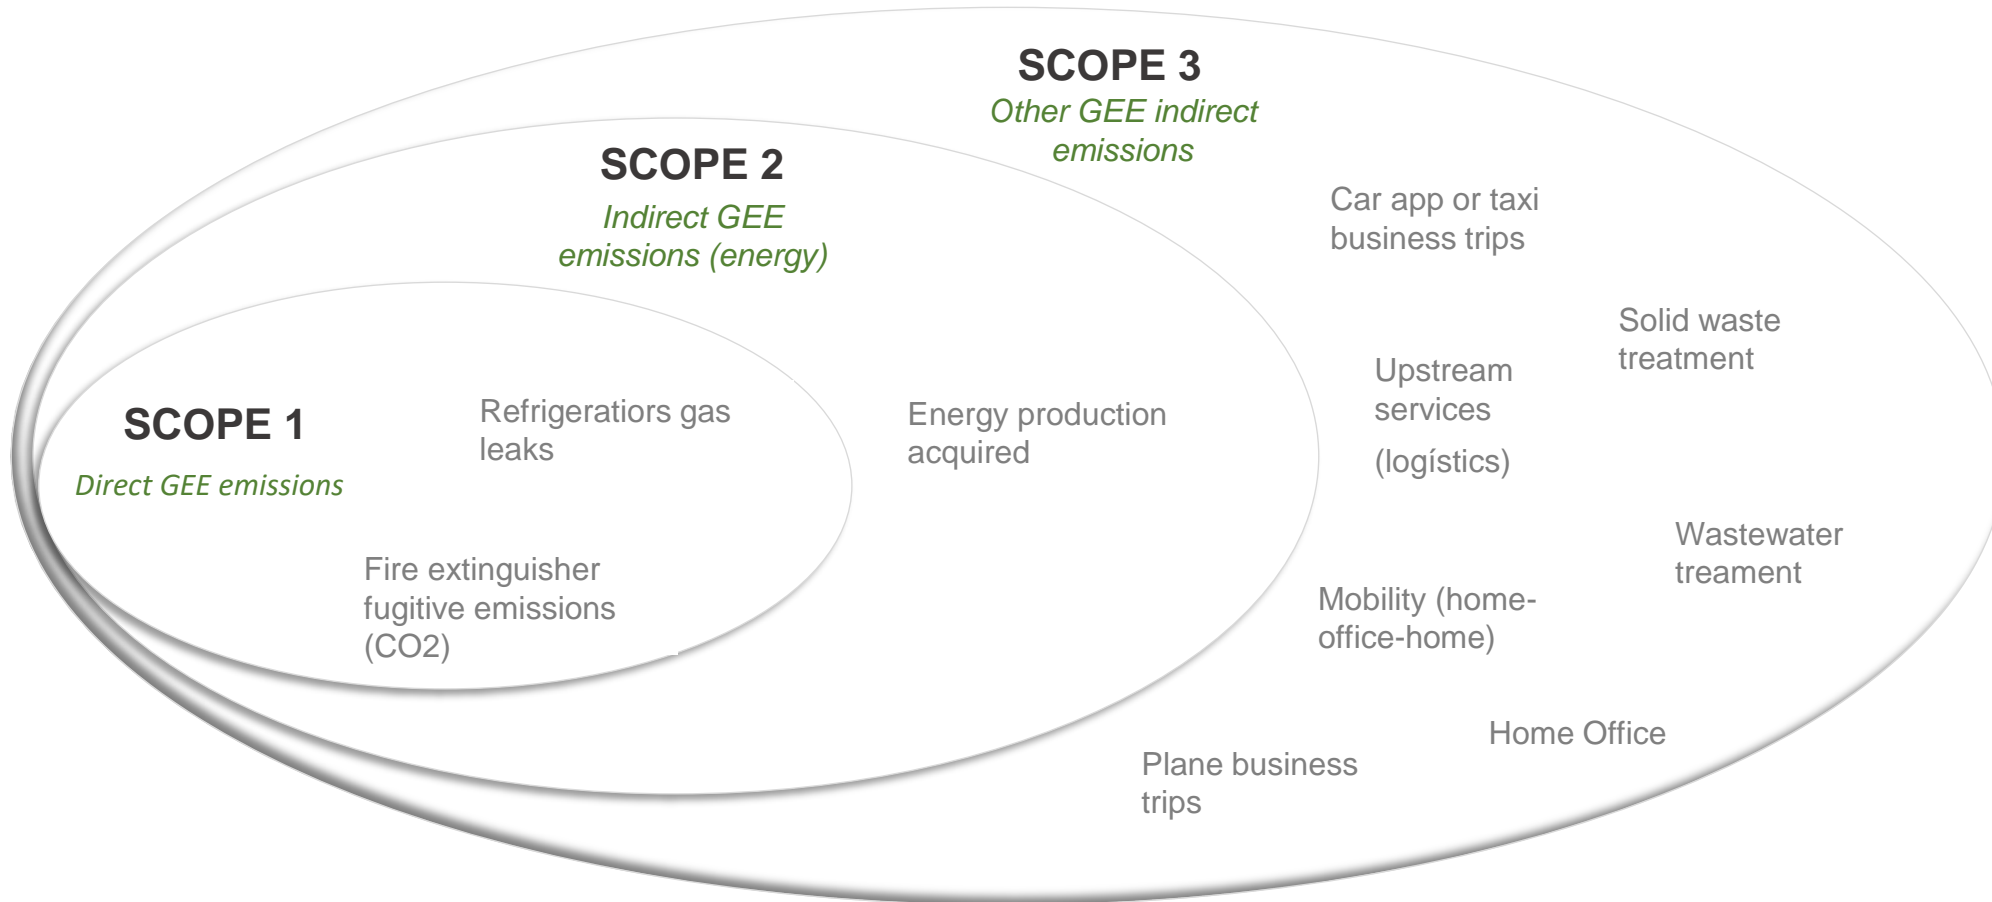 SCOPE 3
Other GEE indirect
emissions
SCOPE 2
Indirect GEE
emissions (energy)
Car app or taxi
business trips
Solid waste
treatment
Upstream
services
(logístics)
SCOPE 1
Direct GEE emissions
Refrigeratiors gas
leaks
Energy production
acquired
Wastewater
treament
Fire extinguisher
fugitive emissions
(CO2)
Mobility (home-
office-home)
Home Office
Plane business
trips